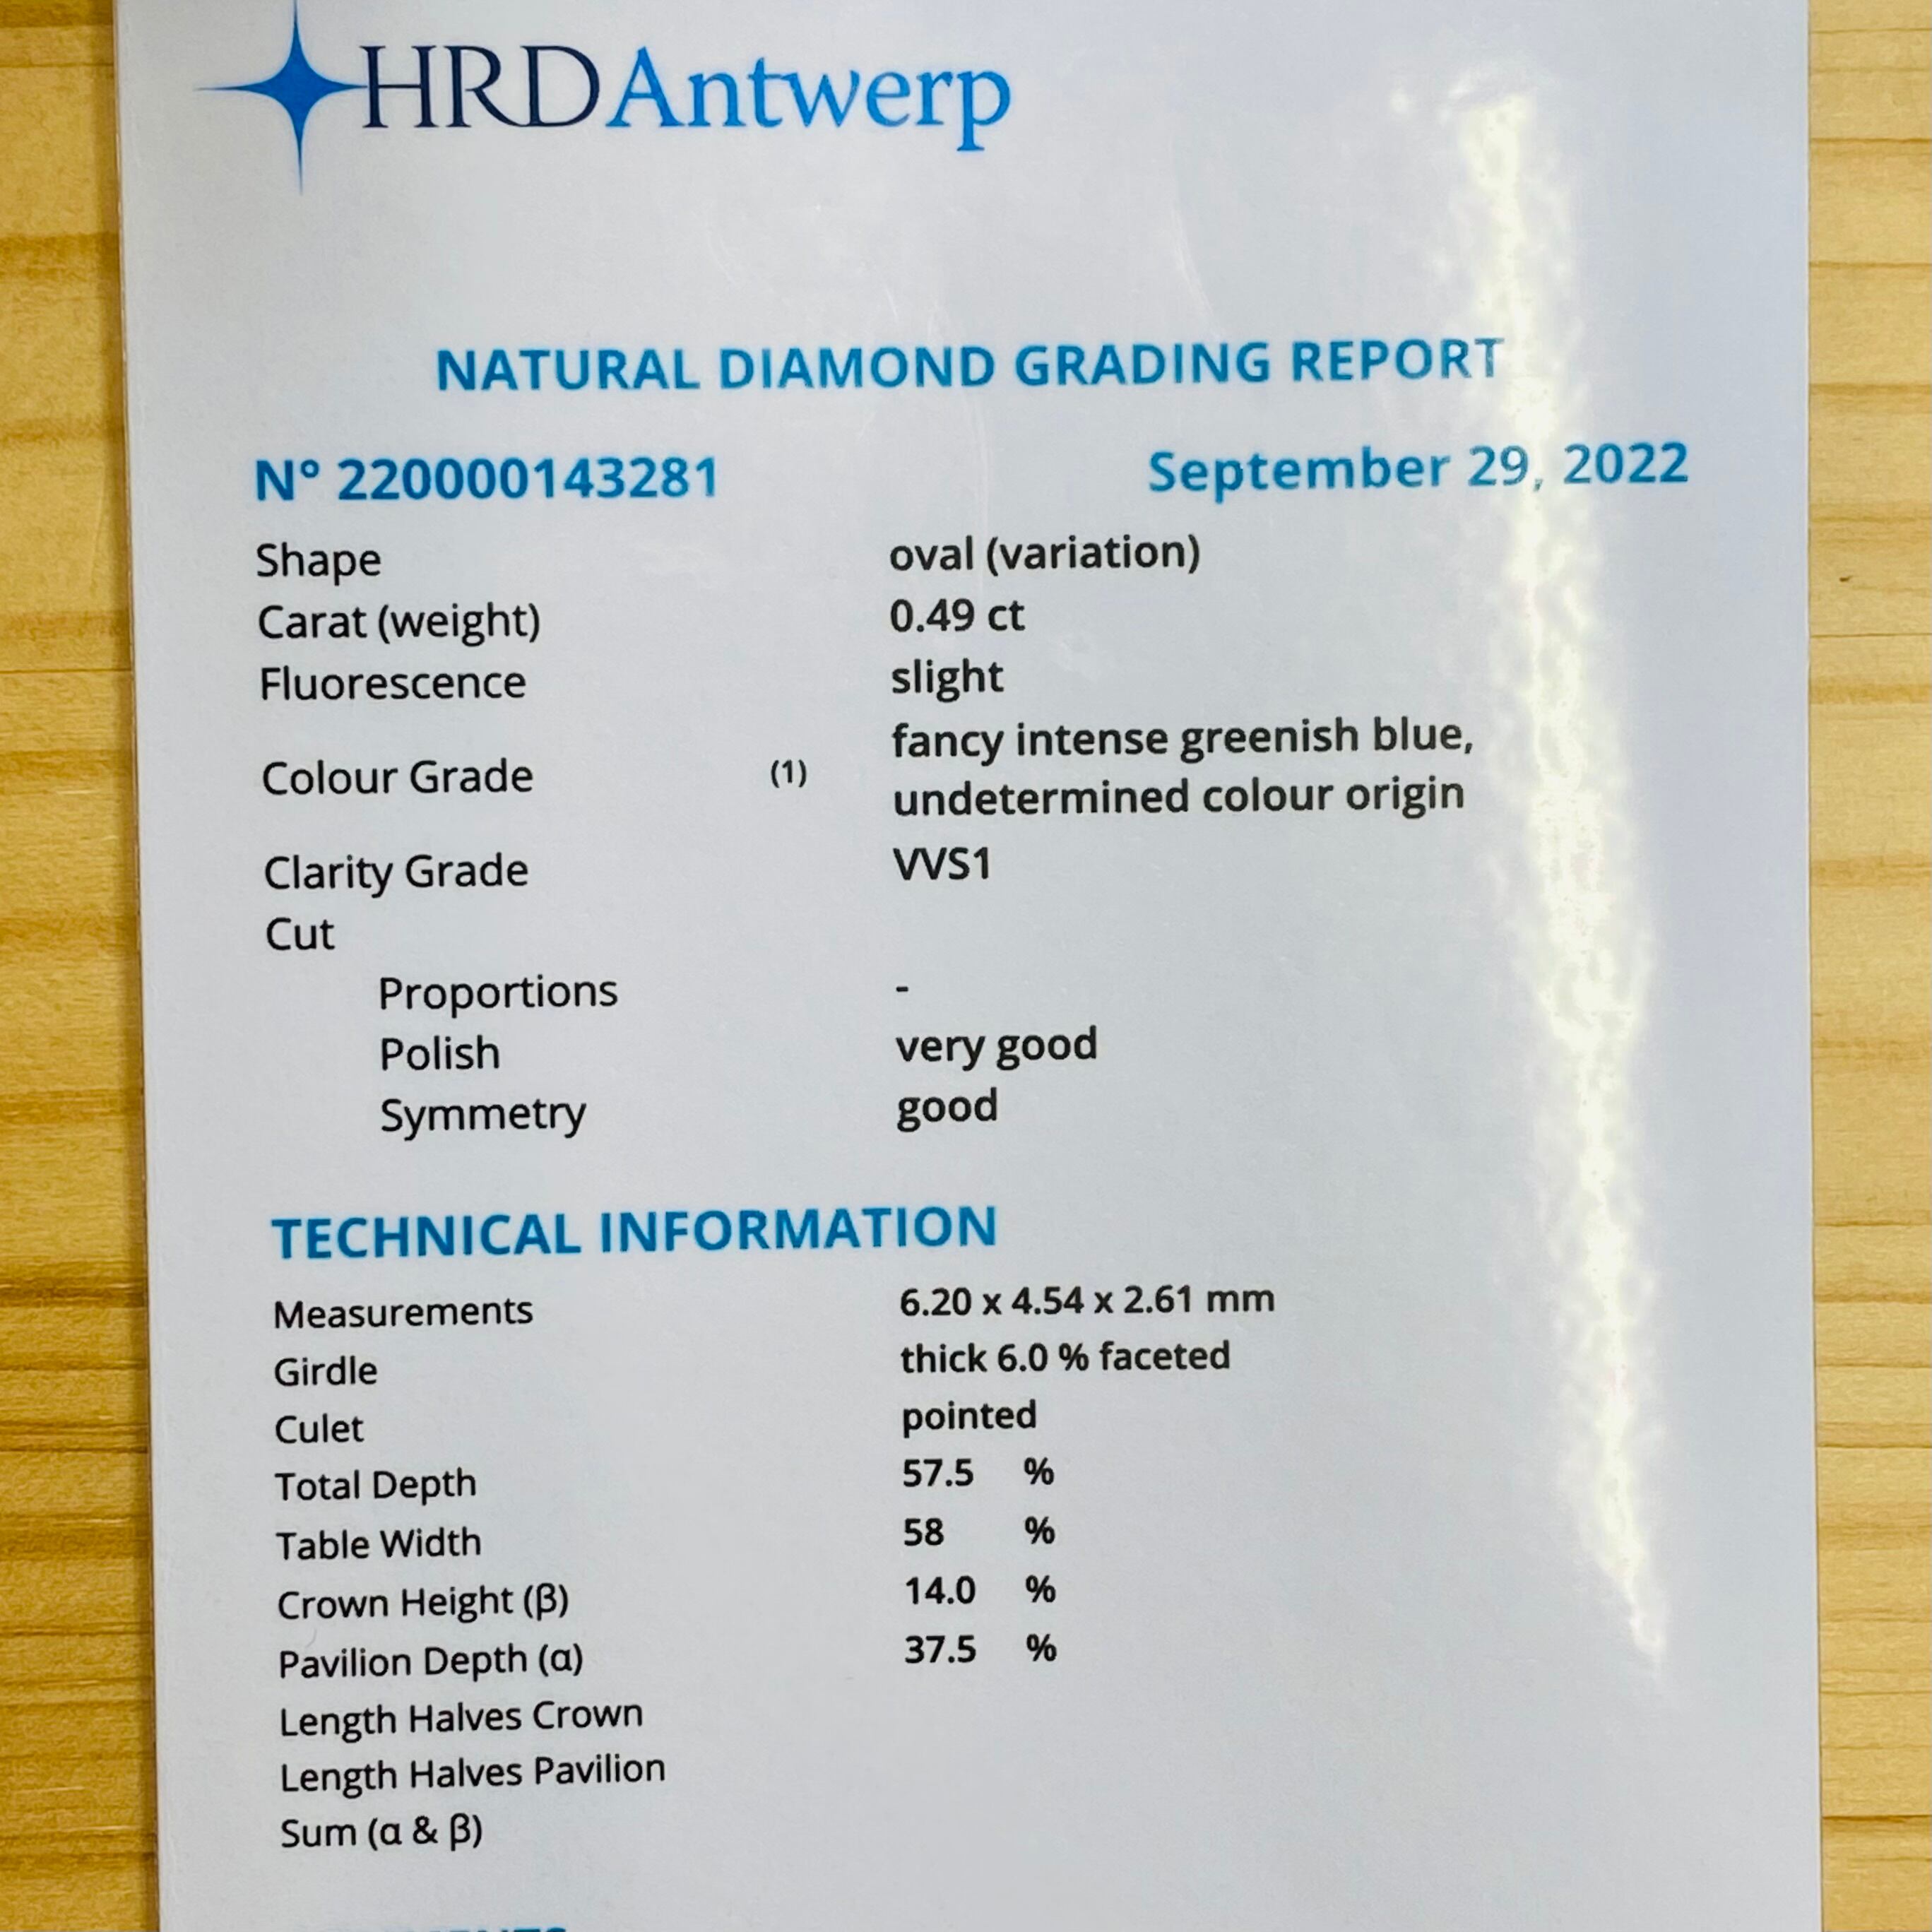 HRDAntwerp
NATURAL DIAMOND GRADING REPORT
N° 220000143281 September 29, 2022
Shape oval (variation)
Carat (weight) 0.49 ct
Fluorescence slight
Colour Grade (1) fancy intense greenish blue,
undetermined colour origin
Clarity Grade VVS1
Cut
Proportions -
Polish very good
Symmetry good
TECHNICAL INFORMATION
Measurements 6.20 x 4.54 x 2.61 mm
Girdle thick 6.0 % faceted
Culet pointed
Total Depth 57.5 %
Table Width 58 %
Crown Height (β) 14.0 %
Pavilion Depth (α) 37.5 %
Length Halves Crown
Length Halves Pavilion
Sum (α & β)